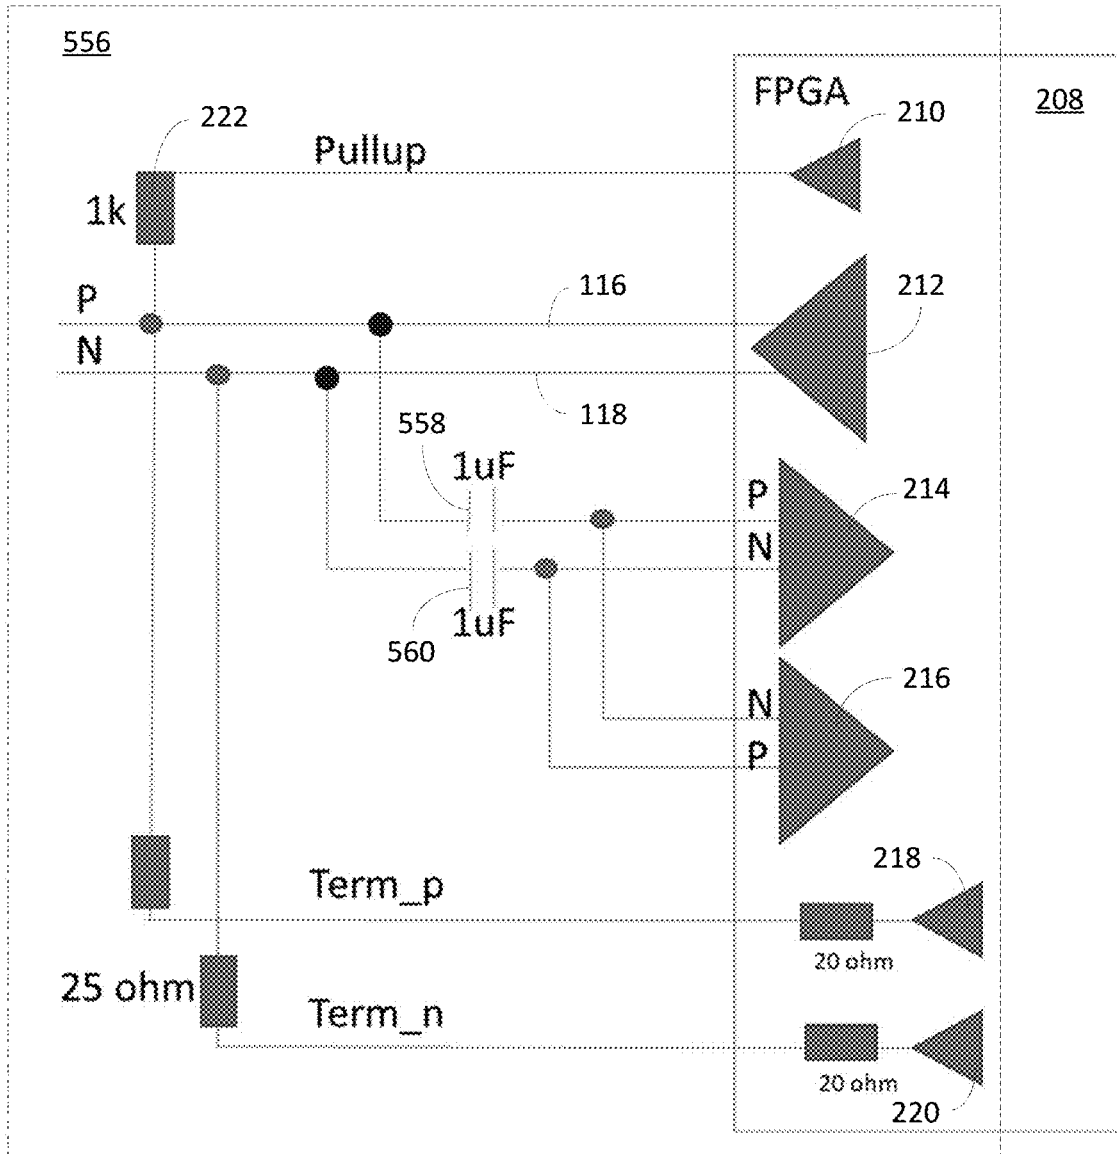 556
FPGA
208
222
210
Pullup
1k
P
116
212
N
118
558
1uF
P
214
N
1uF
560
216
N
P
218
Term_p
20 ohm
25 ohm
Term_n
20 ohm
220